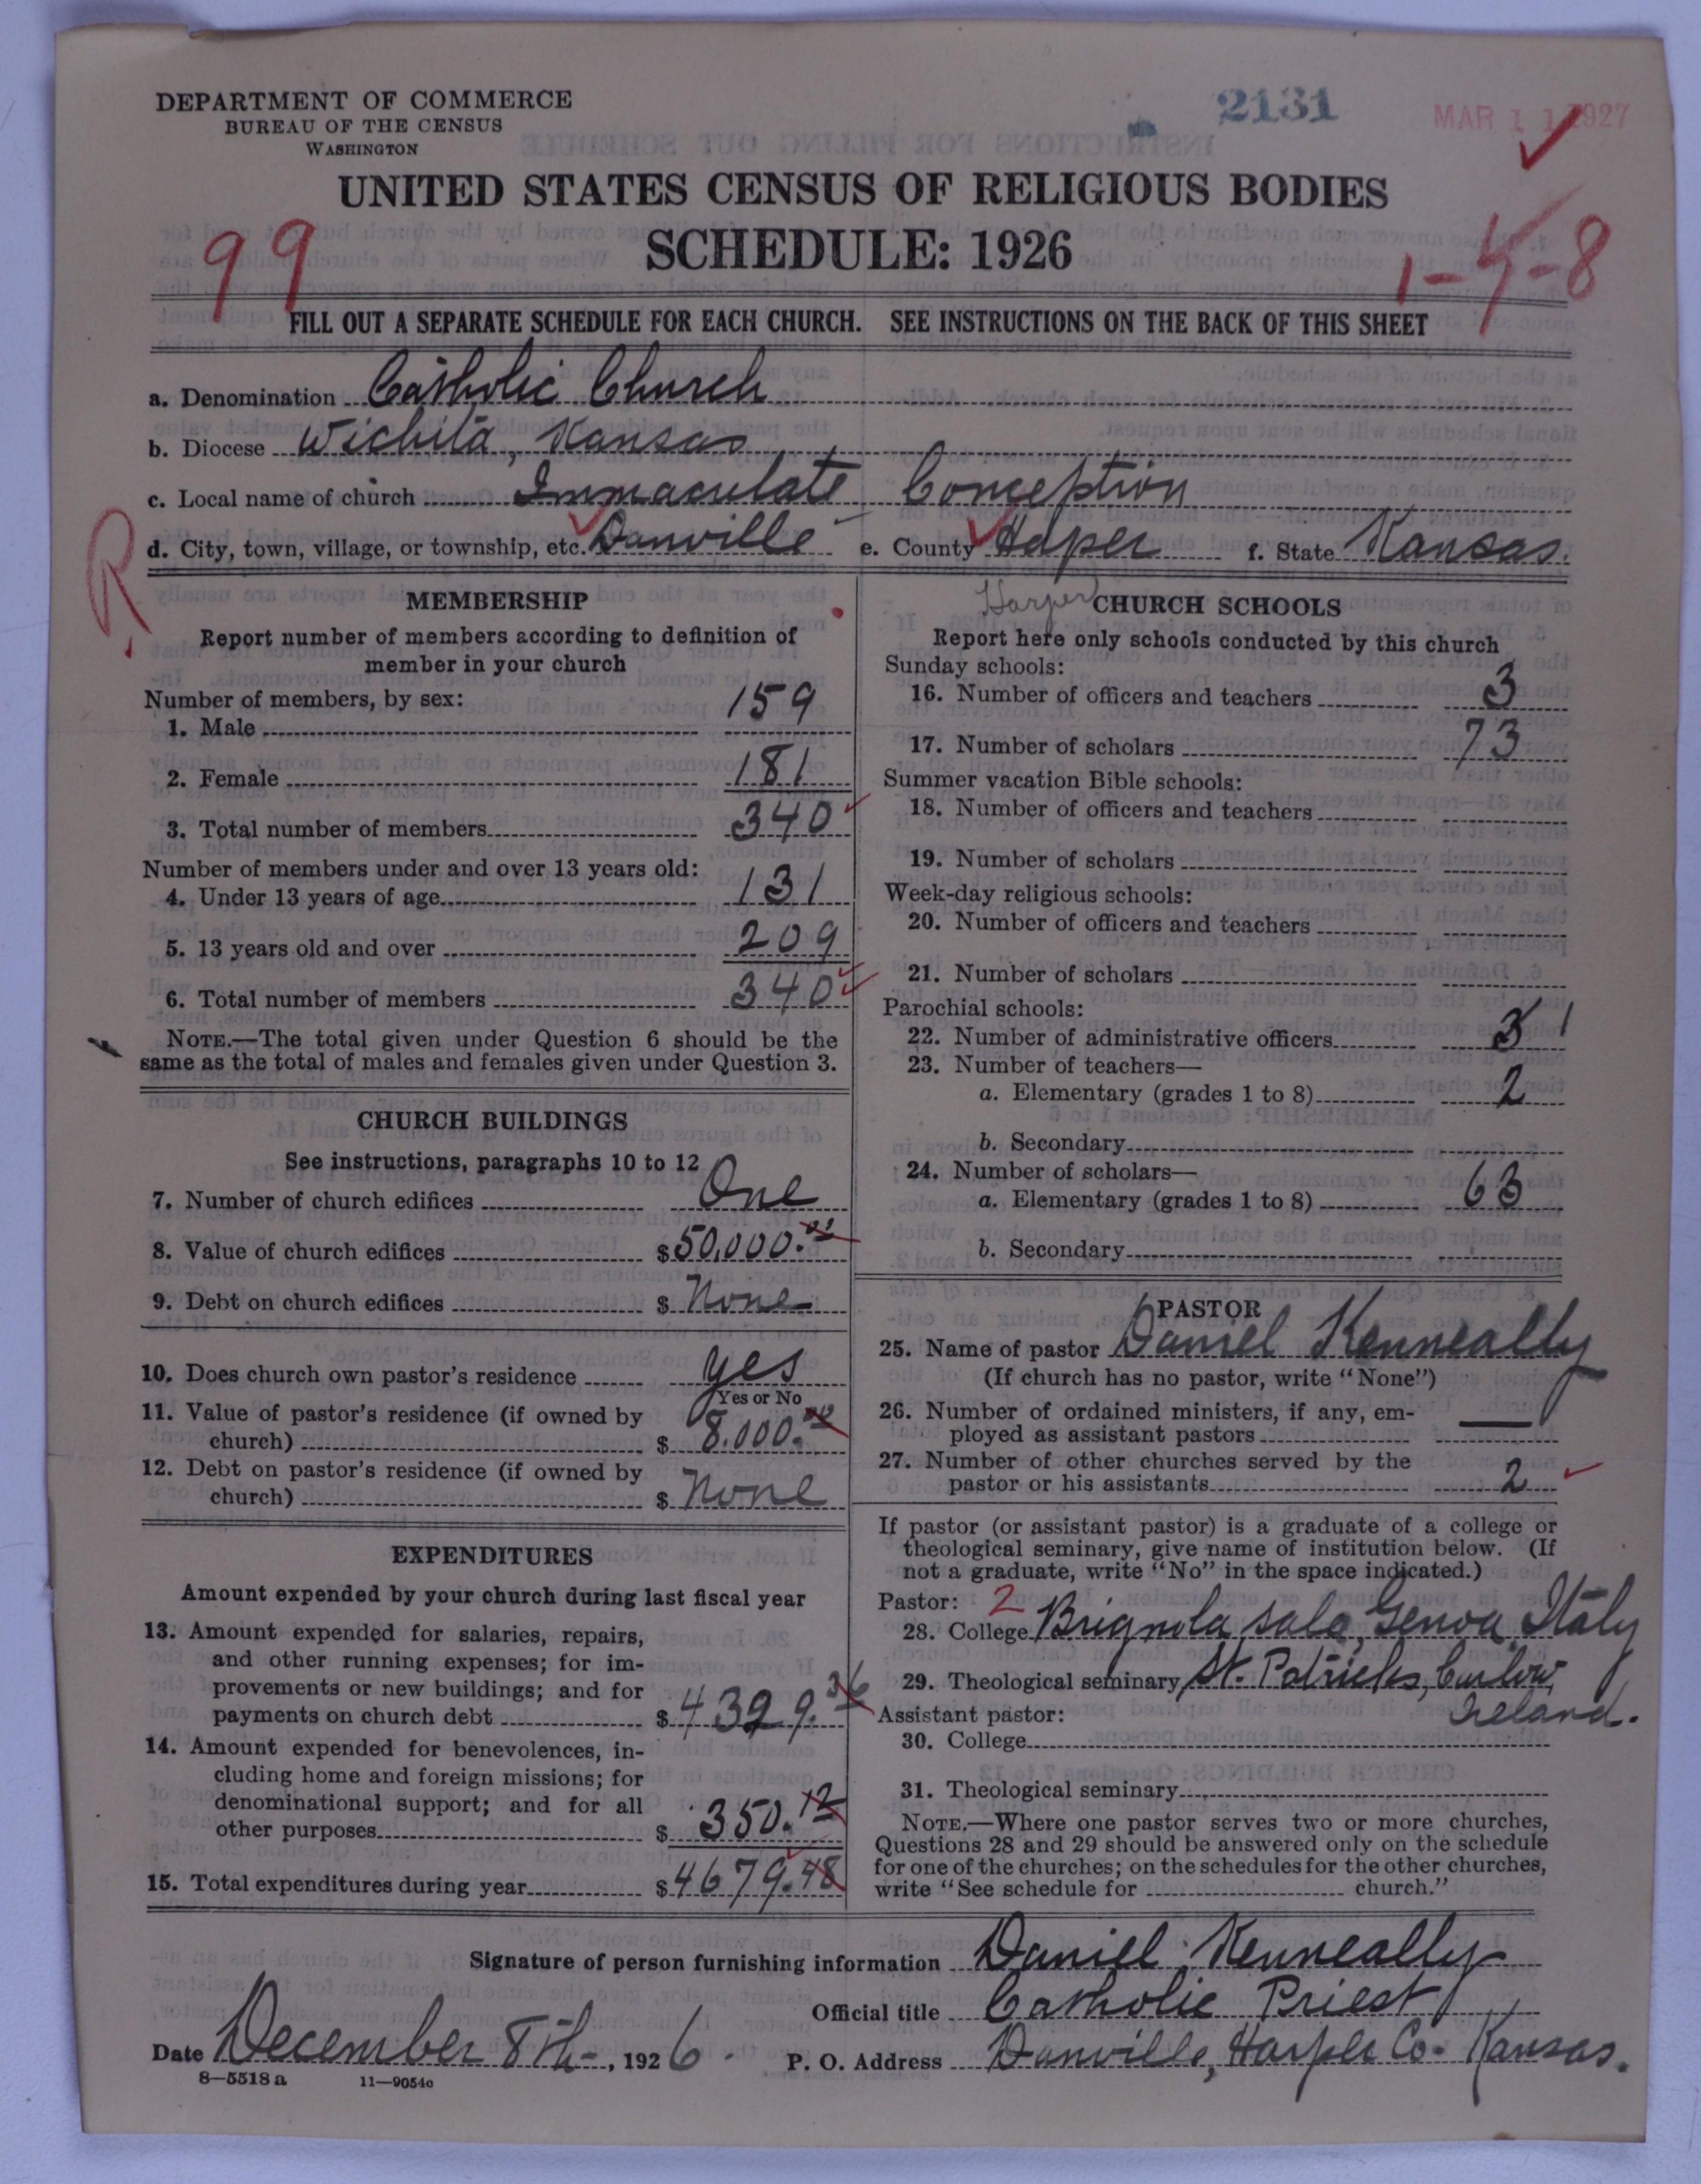 DEPARTMENT OF COMMERCE
BUREAU OF THE CENSUS
WASHINGTON
2131
MAR 11 1927
UNITED STATES CENSUS OF RELIGIOUS BODIES
SCHEDULE: 1926
99
1-4-8
FILL OUT A SEPARATE SCHEDULE FOR EACH CHURCH. SEE INSTRUCTIONS ON THE BACK OF THIS SHEET
a. Denomination Catholic Church
b. Diocese Wichita, Kansas
c. Local name of church Immaculate Conception
d. City, town, village, or township, etc. Danville e. County Haper f. State Kansas.
R
Harper
MEMBERSHIP
Report number of members according to definition of
member in your church
Number of members, by sex:
1. Male 159
2. Female 181
3. Total number of members 340
Number of members under and over 13 years old:
4. Under 13 years of age 131
5. 13 years old and over 209
6. Total number of members 340
NOTE.—The total given under Question 6 should be the
same as the total of males and females given under Question 3.
CHURCH BUILDINGS
See instructions, paragraphs 10 to 12
7. Number of church edifices One
8. Value of church edifices $50,000.00
9. Debt on church edifices $ None
10. Does church own pastor's residence yes
Yes or No
11. Value of pastor's residence (if owned by
church) $ 8.000.00
12. Debt on pastor's residence (if owned by
church) $ None
EXPENDITURES
Amount expended by your church during last fiscal year
13. Amount expended for salaries, repairs,
and other running expenses; for im-
provements or new buildings; and for
payments on church debt $ 4329.36
14. Amount expended for benevolences, in-
cluding home and foreign missions; for
denominational support; and for all
other purposes $ 350.12
15. Total expenditures during year $4679.48
CHURCH SCHOOLS
Report here only schools conducted by this church
Sunday schools:
16. Number of officers and teachers 3
17. Number of scholars 73
Summer vacation Bible schools:
18. Number of officers and teachers
19. Number of scholars
Week-day religious schools:
20. Number of officers and teachers
21. Number of scholars
Parochial schools:
22. Number of administrative officers 3 1
23. Number of teachers—
a. Elementary (grades 1 to 8) 2
b. Secondary
24. Number of scholars—
a. Elementary (grades 1 to 8) 63
b. Secondary
PASTOR
25. Name of pastor Daniel Kenneally
(If church has no pastor, write "None")
26. Number of ordained ministers, if any, em-
ployed as assistant pastors —
27. Number of other churches served by the
pastor or his assistants 2
If pastor (or assistant pastor) is a graduate of a college or
theological seminary, give name of institution below. (If
not a graduate, write "No" in the space indicated.)
Pastor: 2
28. College Brignola sala, Genoa, Italy
29. Theological seminary St. Patricks, Carlow,
Ireland.
Assistant pastor:
30. College
31. Theological seminary
NOTE.—Where one pastor serves two or more churches,
Questions 28 and 29 should be answered only on the schedule
for one of the churches; on the schedules for the other churches,
write "See schedule for church."
Signature of person furnishing information Daniel Kenneally
Official title Catholic Priest
Date December 8th, 1926. P. O. Address Danville, Harper Co. Kansas.
8—5518a 11—9054c